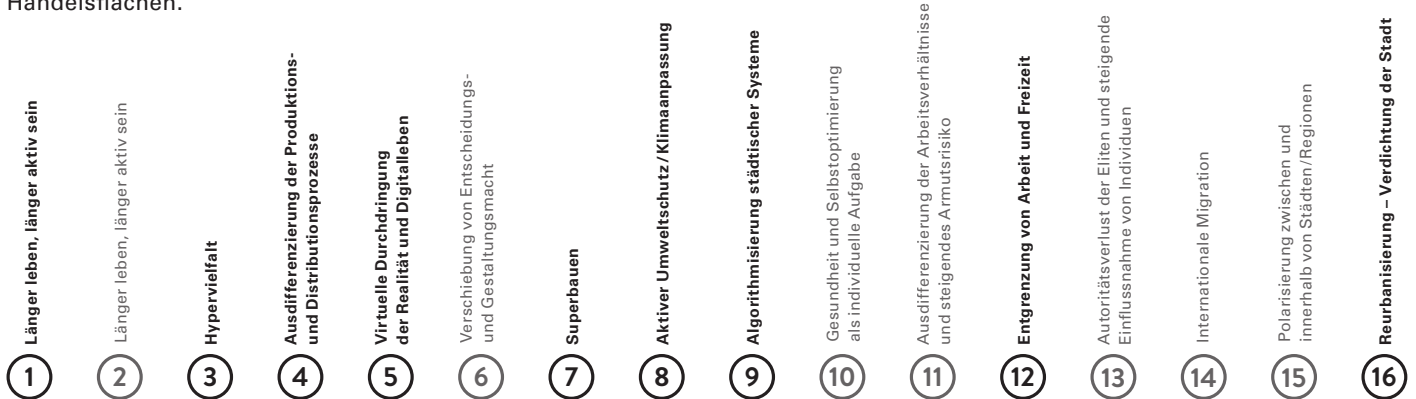 Handelsflächen.
Länger leben, länger aktiv sein
1
Länger leben, länger aktiv sein
2
Hypervielfalt
3
Ausdifferenzierung der Produktions-
und Distributionsprozesse
4
Virtuelle Durchdringung
der Realität und Digitalleben
5
Verschiebung von Entscheidungs-
und Gestaltungsmacht
6
Superbauen
7
Aktiver Umweltschutz/Klimaanpassung
8
Algorithmisierung städtischer Systeme
9
Gesundheit und Selbstoptimierung
als individuelle Aufgabe
10
Ausdifferenzierung der Arbeitsverhältnisse
und steigendes Armutsrisiko
11
Entgrenzung von Arbeit und Freizeit
12
Autoritätsverlust der Eliten und steigende
Einflussnahme von Individuen
13
Internationale Migration
14
Polarisierung zwischen und
innerhalb von Städten/Regionen
15
Reurbanisierung – Verdichtung der Stadt
16